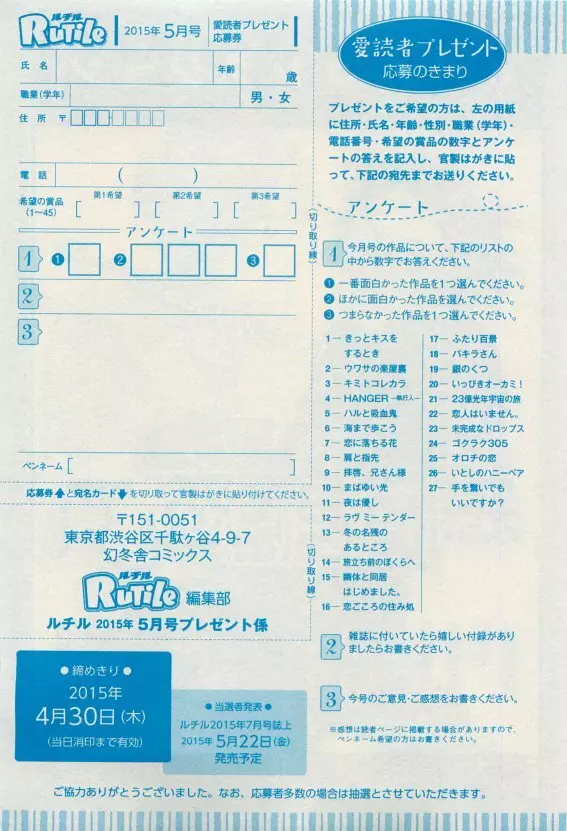 ルチル
RuTiLe
2015年 5月号
愛読者プレゼント
応募券
氏 名
年齢
歳
職業(学年)
男・女
住 所 〒
電 話 ( )
希望の賞品
(1〜45)
第1希望
第2希望
第3希望
アンケート
1 ❶ ❷ ❸
2
3
ペンネーム[ ]
応募券⬆と宛名カード⬇を切り取って官製はがきに貼り付けてください。
〒151-0051
東京都渋谷区千駄ヶ谷4-9-7
幻冬舎コミックス
ルチル
RuTiLe 編集部
ルチル 2015年 5月号プレゼント係
● 締めきり ●
2015年
4月30日(木)
(当日消印まで有効)
● 当選者発表 ●
ルチル2015年7月号誌上
2015年 5月22日(金)
発売予定
(切り取り線)
(切り取り線)
愛読者プレゼント
応募のきまり
プレゼントをご希望の方は、左の用紙
に住所・氏名・年齢・性別・職業(学年)・
電話番号・希望の賞品の数字とアンケ
ートの答えを記入し、官製はがきに貼
って、下記の宛先までお送りください。
アンケート
1 今月号の作品について、下記のリストの
中から数字でお答えください。
❶ 一番面白かった作品を1つ選んでください。
❷ ほかに面白かった作品を選んでください。
❸ つまらなかった作品を1つ選んでください。
1 ─ きっとキスを
するとき
2 ─ ウワサの楽屋裏
3 ─ キミトコレカラ
4 ─ HANGER ─執行人─
5 ─ ハルと吸血鬼
6 ─ 海まで歩こう
7 ─ 恋に落ちる花
8 ─ 肩と指先
9 ─ 拝啓、兄さん様
10 ─ まばゆい光
11 ─ 夜は優し
12 ─ ラヴ ミー テンダー
13 ─ 冬の名残の
あるところ
14 ─ 旅立ち前のぼくらへ
15 ─ 幽体と同居
はじめました。
16 ─ 恋ごころの住み処
17 ─ ふたり百景
18 ─ バキラさん
19 ─ 銀のくつ
20 ─ いっぴきオーカミ!
21 ─ 23億光年宇宙の旅
22 ─ 恋人はいません。
23 ─ 未完成なドロップス
24 ─ ゴクラク305
25 ─ オロチの恋
26 ─ いとしのハニーベア
27 ─ 手を繋いでも
いいですか?
2 雑誌に付いていたら嬉しい付録があり
ましたらお書きください。
3 今号のご意見・ご感想をお書きください。
※感想は読者ページに掲載する場合がありますので、
ペンネーム希望の方はお書きください。
ご協力ありがとうございました。なお、応募者多数の場合は抽選とさせていただきます。